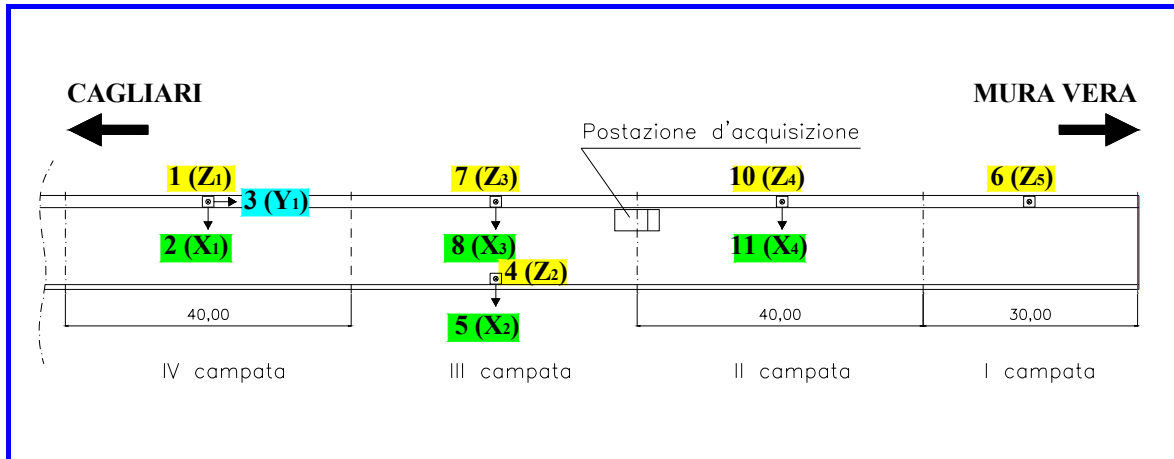 CAGLIARI
MURA VERA
Postazione d'acquisizione
1 (Z1)
7 (Z3)
10 (Z4)
6 (Z5)
3 (Y1)
2 (X1)
8 (X3)
11 (X4)
4 (Z2)
5 (X2)
40,00
40,00
30,00
IV campata
III campata
II campata
I campata